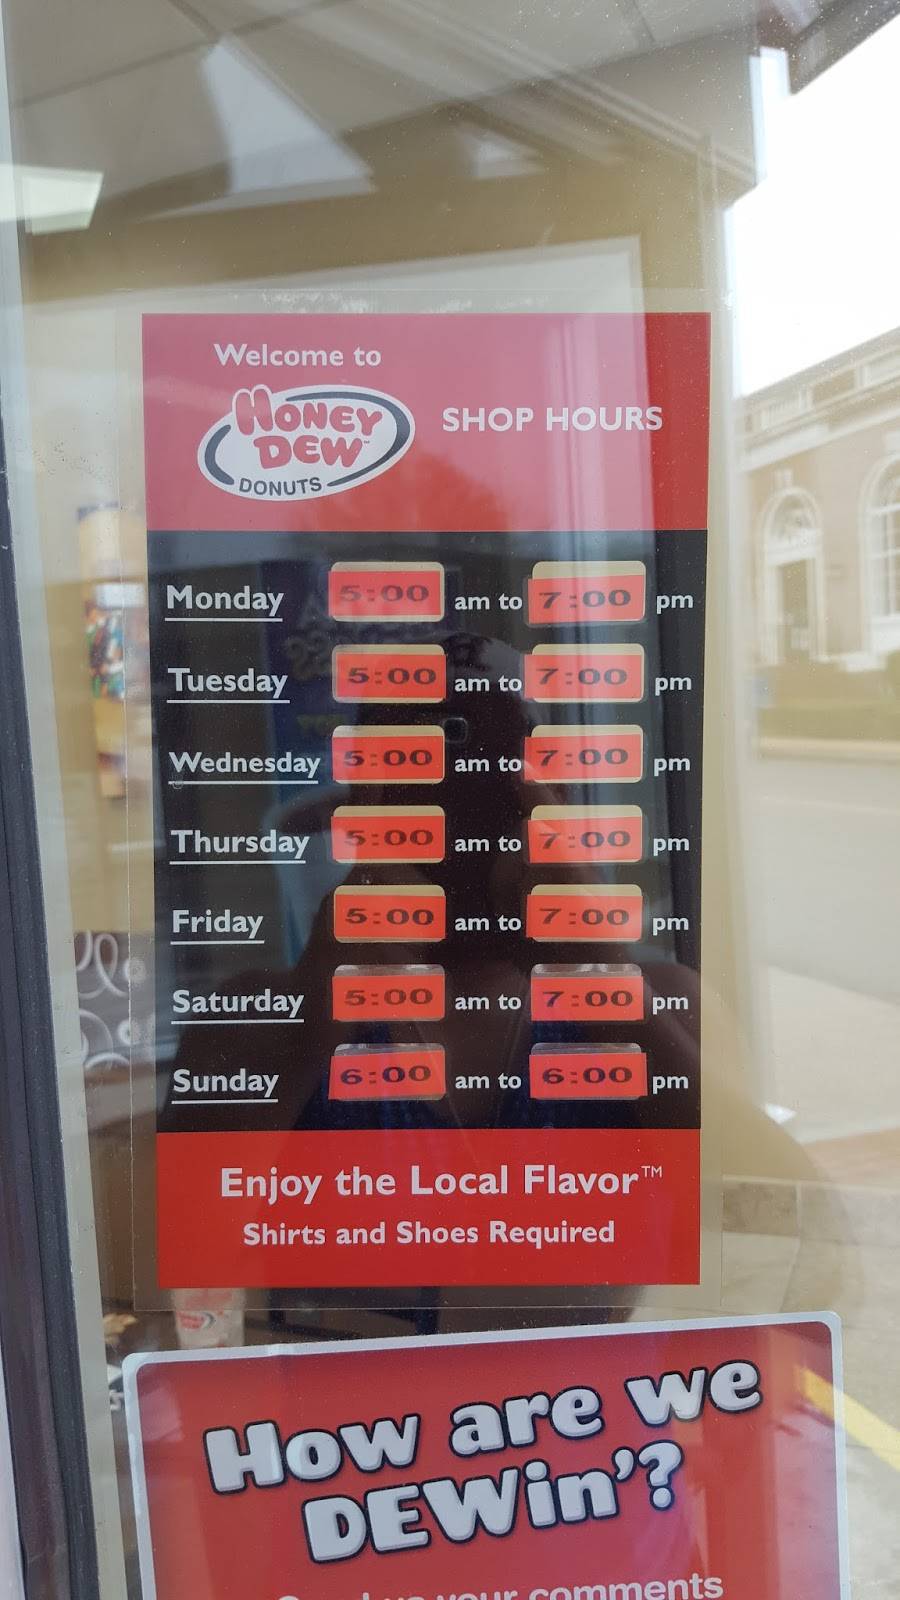 Welcome to
HONEY
DEW™
DONUTS
SHOP HOURS
Monday 5:00 am to 7:00 pm
Tuesday 5:00 am to 7:00 pm
Wednesday 5:00 am to 7:00 pm
Thursday 5:00 am to 7:00 pm
Friday 5:00 am to 7:00 pm
Saturday 5:00 am to 7:00 pm
Sunday 6:00 am to 6:00 pm
Enjoy the Local Flavor™
Shirts and Shoes Required
How are we
DEWin'?
your comments